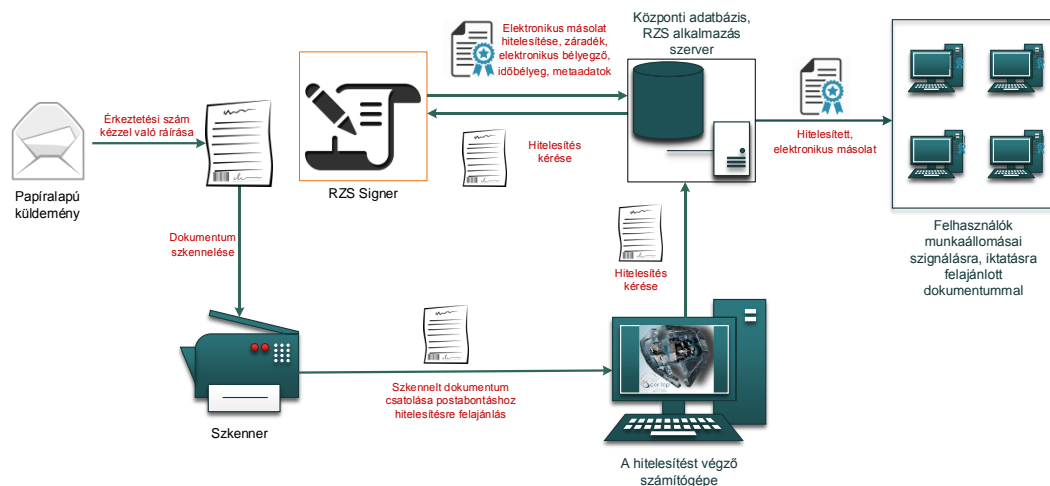 Elektronikus másolat
hitelesítése, záradék,
elektronikus bélyegző,
időbélyeg, metaadatok
Központi adatbázis,
RZS alkalmazás
szerver
Érkeztetési szám
kézzel való ráírása
Papíralapú
küldemény
RZS Signer
Hitelesítés
kérése
Hitelesített,
elektronikus másolat
Felhasználók
munkaállomásai
szignálásra, iktatásra
felajánlott
dokumentummal
Dokumentum
szkennelése
Hitelesítés
kérése
Szkennelt dokumentum
csatolása postabontáshoz
hitelesítésre felajánlás
Szkenner
certop
A hitelesítést végző
számítógépe